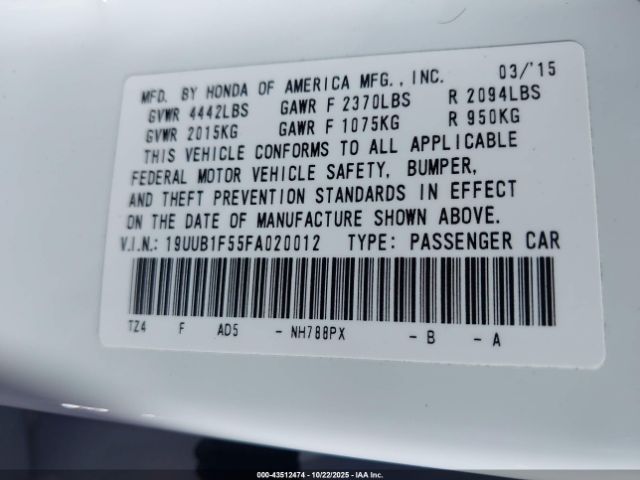 MFD. BY HONDA OF AMERICA MFG., INC. 03/'15
GVWR 4442LBS GAWR F 2370LBS R 2094LBS
GVWR 2015KG GAWR F 1075KG R 950KG
THIS VEHICLE CONFORMS TO ALL APPLICABLE
FEDERAL MOTOR VEHICLE SAFETY, BUMPER,
AND THEFT PREVENTION STANDARDS IN EFFECT
ON THE DATE OF MANUFACTURE SHOWN ABOVE.
V.I.N.: 19UUB1F55FA020012 TYPE: PASSENGER CAR
TZ4 F AD5 - NH788PX - B - A
000-43512474 | 10/22/2025 - IAA Inc.